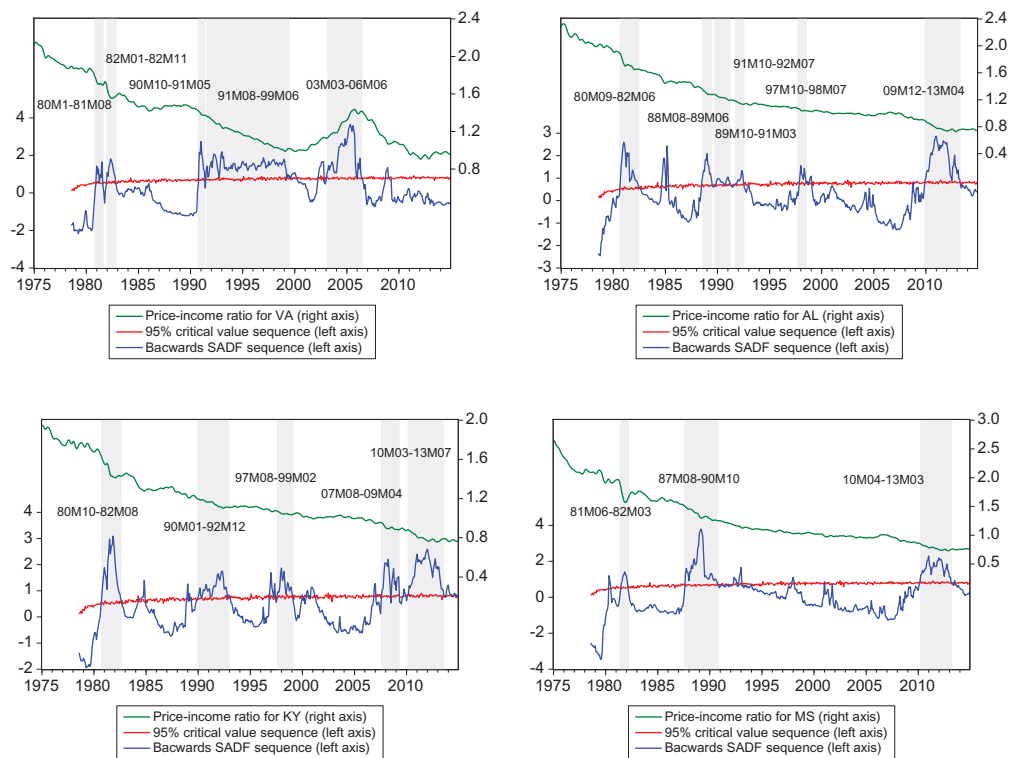 2.4
2.0
1.6
1.2
0.8
82M01-82M11
90M10-91M05
80M1-81M08
91M08-99M06
03M03-06M06
4
2
0
-2
-4
1975 1980 1985 1990 1995 2000 2005 2010
Price-income ratio for VA (right axis)
95% critical value sequence (left axis)
Bacwards SADF sequence (left axis)
2.4
2.0
1.6
1.2
0.8
0.4
91M10-92M07
80M09-82M06
97M10-98M07
09M12-13M04
88M08-89M06
89M10-91M03
3
2
1
0
-1
-2
-3
1975 1980 1985 1990 1995 2000 2005 2010
Price-income ratio for AL (right axis)
95% critical value sequence (left axis)
Bacwards SADF sequence (left axis)
2.0
1.6
1.2
0.8
0.4
10M03-13M07
97M08-99M02
07M08-09M04
80M10-82M08
90M01-92M12
4
3
2
1
0
-1
-2
1975 1980 1985 1990 1995 2000 2005 2010
Price-income ratio for KY (right axis)
95% critical value sequence (left axis)
Bacwards SADF sequence (left axis)
3.0
2.5
2.0
1.5
1.0
0.5
87M08-90M10
10M04-13M03
81M06-82M03
4
2
0
-2
-4
1975 1980 1985 1990 1995 2000 2005 2010
Price-income ratio for MS (right axis)
95% critical value sequence (left axis)
Bacwards SADF sequence (left axis)